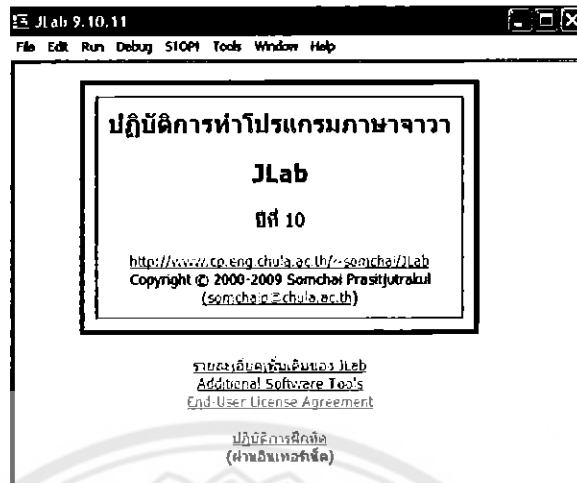 JLab 9.10.11
File Edit Run Debug STOP! Tools Window Help
ปฏิบัติการทำโปรแกรมภาษาจาวา
JLab
ปีที่ 10
http://www.cp.eng.chula.ac.th/~somchai/JLab
Copyright © 2000-2009 Somchai Prasitjutrakul
(somchaip@chula.ac.th)
รายละเอียดเพิ่มเติมของ JLab
Additional Software Tools
End-User License Agreement
ปฏิบัติการฝึกหัด
(ผ่านอินเทอร์เน็ต)